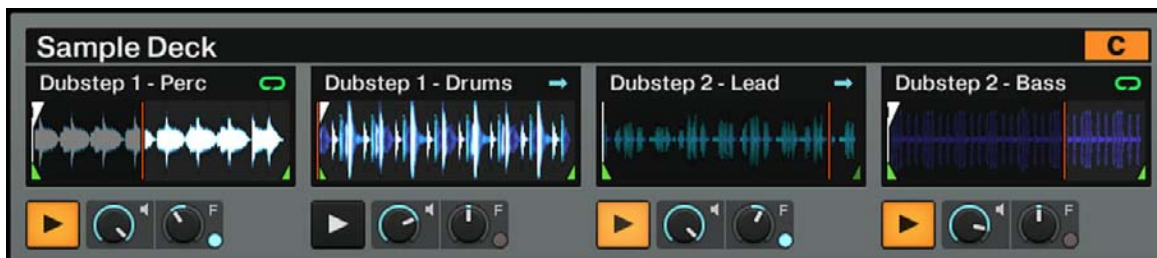 Sample Deck C
Dubstep 1 - Perc
Dubstep 1 - Drums
Dubstep 2 - Lead
Dubstep 2 - Bass
F
F
F
F